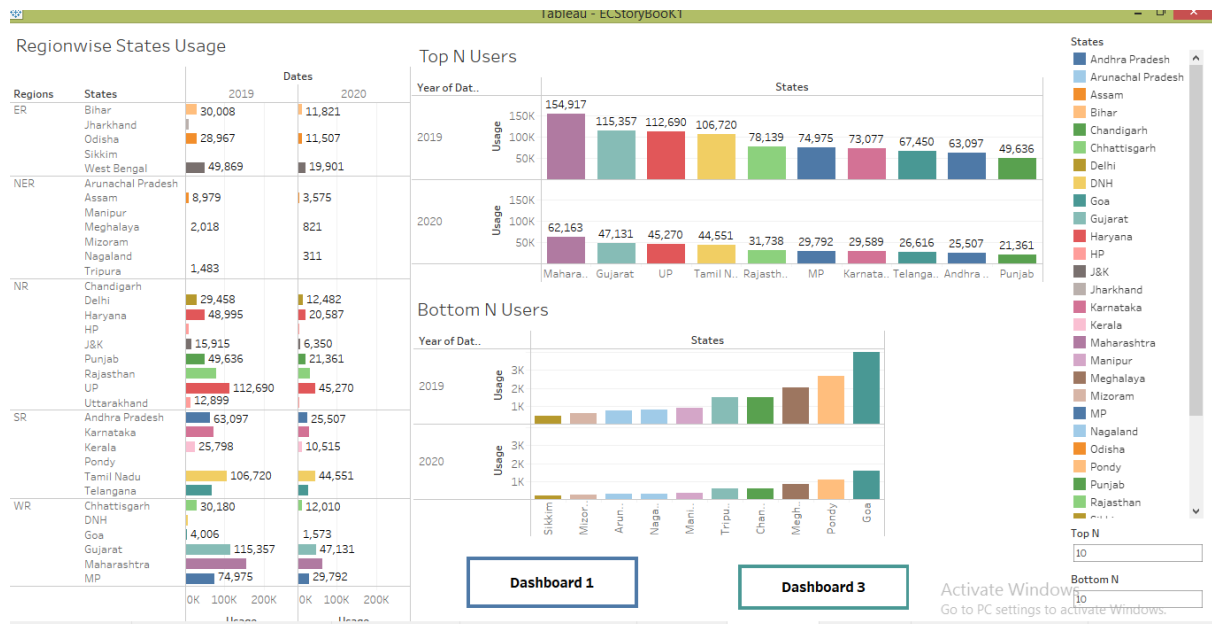 Tableau - ECStoryBooK1
Regionwise States Usage
Dates
Regions States 2019 2020
ER Bihar 30,008 11,821
Jharkhand
Odisha 28,967 11,507
Sikkim
West Bengal 49,869 19,901
NER Arunachal Pradesh
Assam 8,979 3,575
Manipur
Meghalaya 2,018 821
Mizoram
Nagaland 311
Tripura 1,483
NR Chandigarh
Delhi 29,458 12,482
Haryana 48,995 20,587
HP
J&K 15,915 6,350
Punjab 49,636 21,361
Rajasthan
UP 112,690 45,270
Uttarakhand 12,899
SR Andhra Pradesh 63,097 25,507
Karnataka
Kerala 25,798 10,515
Pondy
Tamil Nadu 106,720 44,551
Telangana
WR Chhattisgarh 30,180 12,010
DNH
Goa 4,006 1,573
Gujarat 115,357 47,131
Maharashtra
MP 74,975 29,792
0K 100K 200K 0K 100K 200K
Usage Usage
Top N Users
Year of Dat.. States
2019 Usage 150K 100K 50K
154,917 115,357 112,690 106,720 78,139 74,975 73,077 67,450 63,097 49,636
2020 Usage 150K 100K 50K
62,163 47,131 45,270 44,551 31,738 29,792 29,589 26,616 25,507 21,361
Mahara.. Gujarat UP Tamil N.. Rajasth.. MP Karnata.. Telanga.. Andhra .. Punjab
Bottom N Users
Year of Dat.. States
2019 Usage 3K 2K 1K
2020 Usage 3K 2K 1K
Sikkim Mizor.. Arun.. Naga.. Mani.. Tripu.. Chan.. Megh.. Pondy Goa
Dashboard 1
Dashboard 3
States
Andhra Pradesh
Arunachal Pradesh
Assam
Bihar
Chandigarh
Chhattisgarh
Delhi
DNH
Goa
Gujarat
Haryana
HP
J&K
Jharkhand
Karnataka
Kerala
Maharashtra
Manipur
Meghalaya
Mizoram
MP
Nagaland
Odisha
Pondy
Punjab
Rajasthan
Top N
10
Bottom N
10
Activate Windows
Go to PC settings to activate Windows.